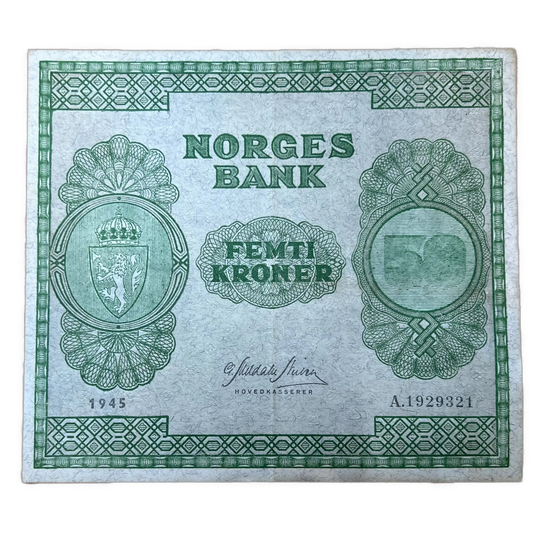 NORGES
BANK
FEMTI
KRONER
HOVEDKASSERER
1945
A.1929321